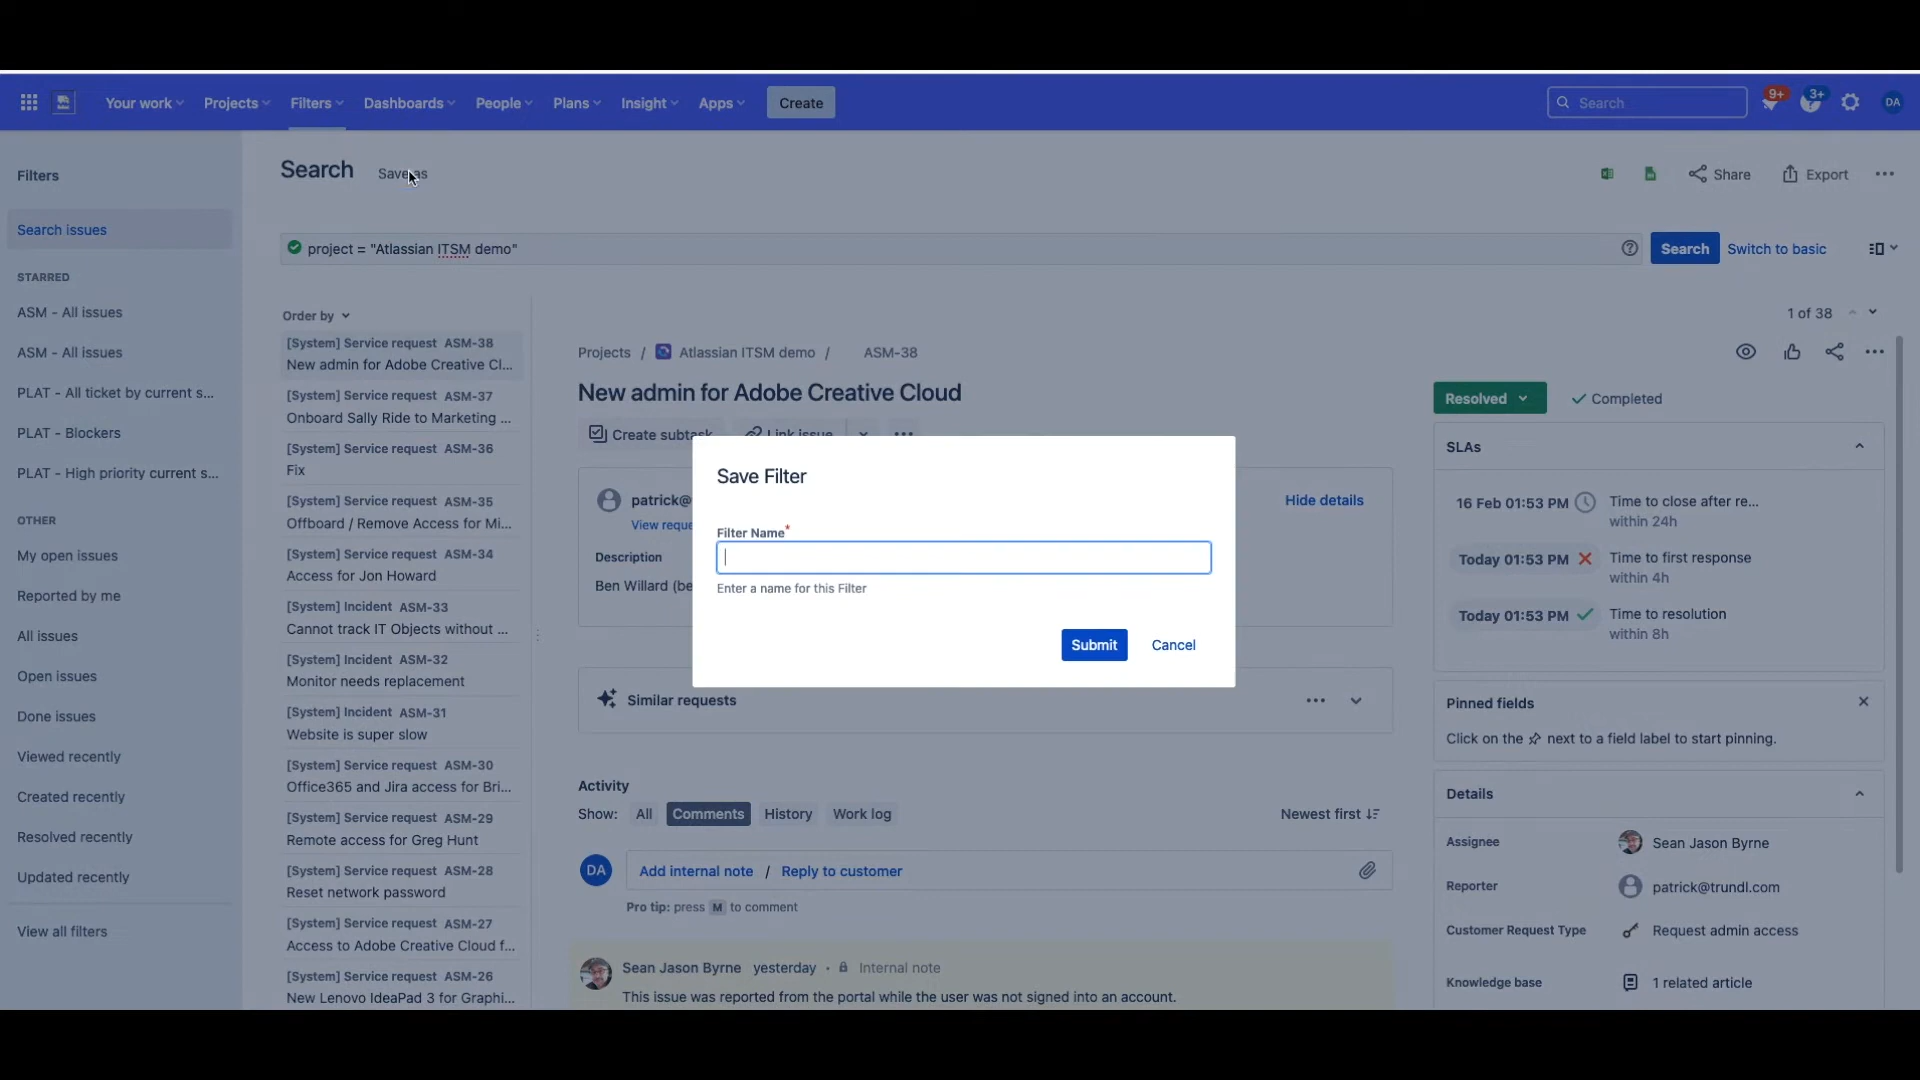 Your work
Projects
Filters
Dashboards
People
Plans
Insight
Apps
Create
Search
9+
3+
DA
Filters
Search issues
STARRED
ASM - All issues
ASM - All issues
PLAT - All ticket by current s...
PLAT - Blockers
PLAT - High priority current s...
OTHER
My open issues
Reported by me
All issues
Open issues
Done issues
Viewed recently
Created recently
Resolved recently
Updated recently
View all filters
Search
Save as
Share
Export
project = "Atlassian ITSM demo"
Search
Switch to basic
Order by
[System] Service request ASM-38
New admin for Adobe Creative Cl...
[System] Service request ASM-37
Onboard Sally Ride to Marketing ...
[System] Service request ASM-36
Fix
[System] Service request ASM-35
Offboard / Remove Access for Mi...
[System] Service request ASM-34
Access for Jon Howard
[System] Incident ASM-33
Cannot track IT Objects without ...
[System] Incident ASM-32
Monitor needs replacement
[System] Incident ASM-31
Website is super slow
[System] Service request ASM-30
Office365 and Jira access for Bri...
[System] Service request ASM-29
Remote access for Greg Hunt
[System] Service request ASM-28
Reset network password
[System] Service request ASM-27
Access to Adobe Creative Cloud f...
[System] Service request ASM-26
New Lenovo IdeaPad 3 for Graphi...
1 of 38
Projects / Atlassian ITSM demo / ASM-38
New admin for Adobe Creative Cloud
Create subtask
Link issue
patrick@
Hide details
View reque
Description
Ben Willard (be
Save Filter
Filter Name*
Enter a name for this Filter
Submit
Cancel
Similar requests
Activity
Show: All Comments History Work log
Newest first
DA
Add internal note / Reply to customer
Pro tip: press M to comment
Sean Jason Byrne yesterday • Internal note
This issue was reported from the portal while the user was not signed into an account.
Resolved
Completed
SLAs
16 Feb 01:53 PM
Time to close after re...
within 24h
Today 01:53 PM
Time to first response
within 4h
Today 01:53 PM
Time to resolution
within 8h
Pinned fields
Click on the next to a field label to start pinning.
Details
Assignee
Sean Jason Byrne
Reporter
patrick@trundl.com
Customer Request Type
Request admin access
Knowledge base
1 related article